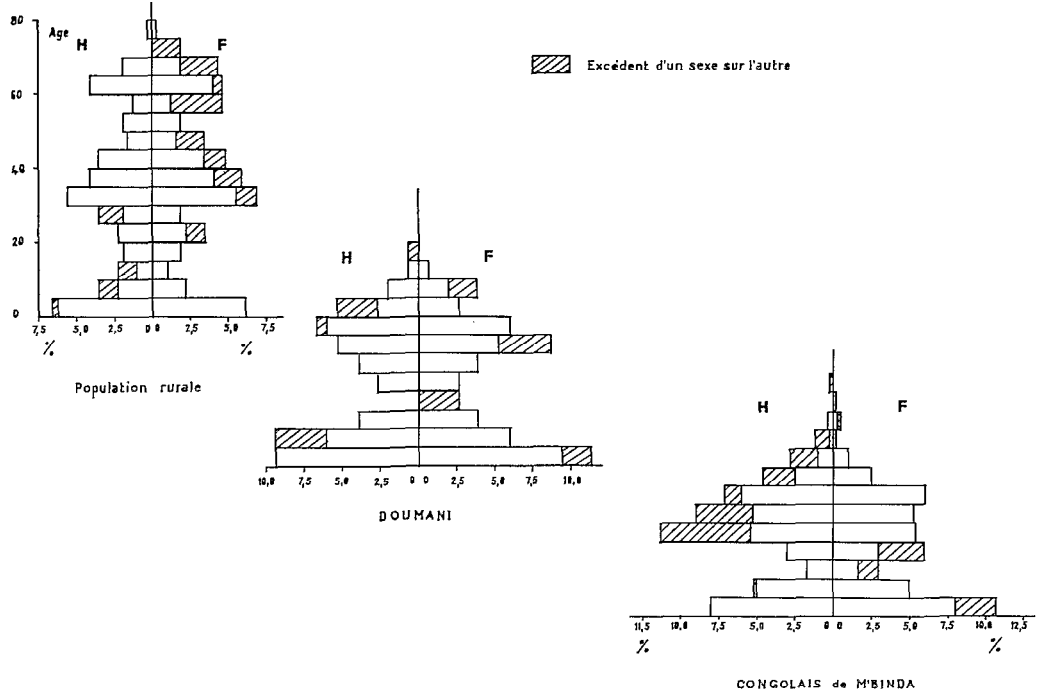 80
Age
H
F
60
40
20
0
7,5 5,0 2,5 0 0 2,5 5,0 7,5
% %
Population rurale
Excédent d'un sexe sur l'autre
H F
10,0 7,5 5,0 2,5 0 0 2,5 5,0 7,5 10,0
DOUMANI
H F
11,5 10,0 7,5 5,0 2,5 0 0 2,5 5,0 7,5 10,0 12,5
% %
CONGOLAIS de M'BINDA